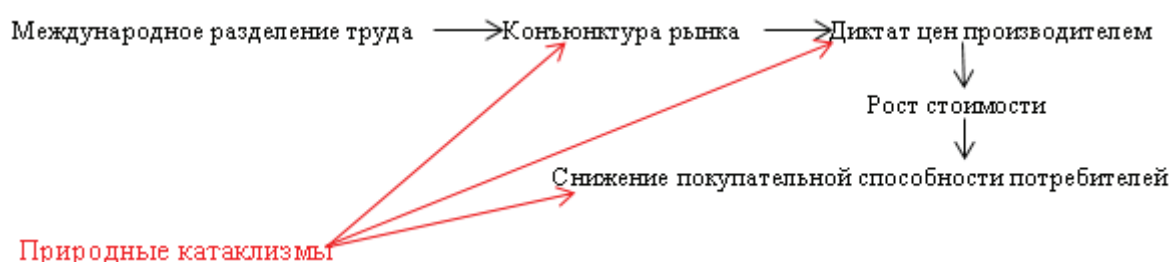 Международное разделение труда
Конъюнктура рынка
Диктат цен производителем
Рост стоимости
Снижение покупательной способности потребителей
Природные катаклизмы